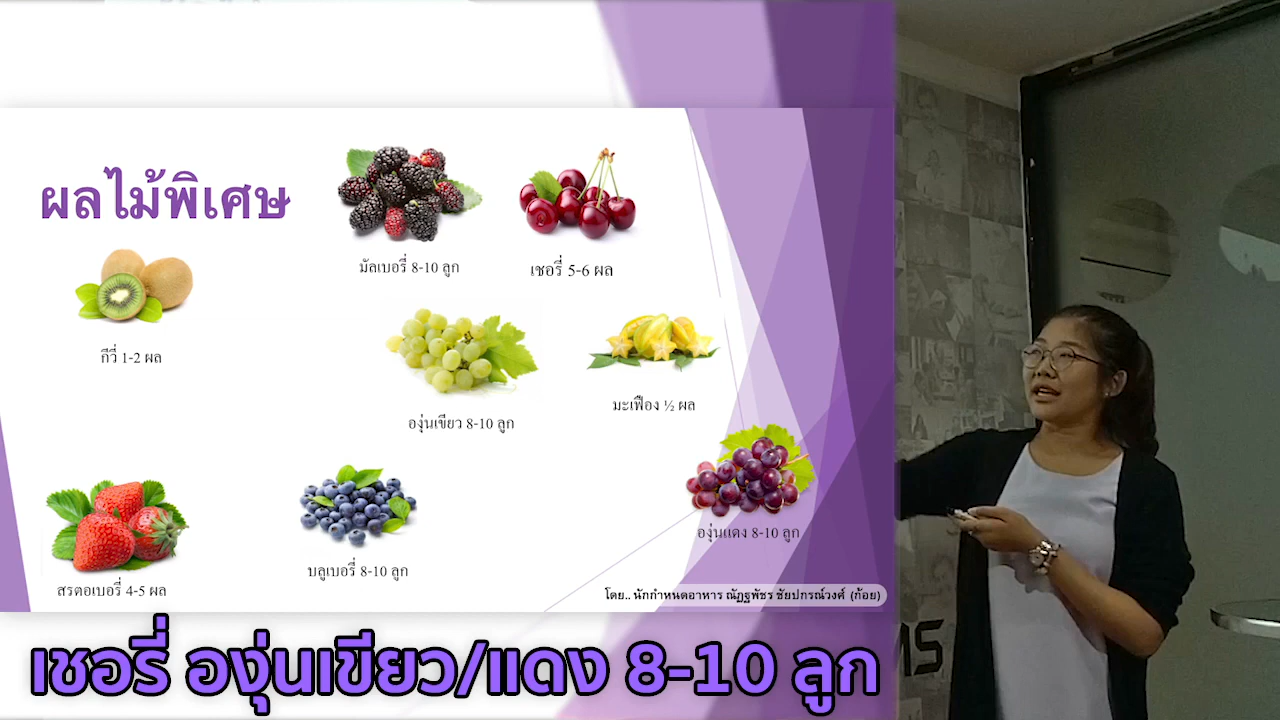 ผลไม้พิเศษ
มัลเบอรี่ 8-10 ลูก
เชอรี่ 5-6 ผล
กีวี่ 1-2 ผล
องุ่นเขียว 8-10 ลูก
มะเฟือง ½ ผล
องุ่นแดง 8-10 ลูก
สรตอเบอรี่ 4-5 ผล
บลูเบอรี่ 8-10 ลูก
โดย.. นักกำหนดอาหาร ณัฏฐพัชร ชัยปกรณ์วงศ์ (ก้อย)
เชอรี่ องุ่นเขียว/แดง 8-10 ลูก